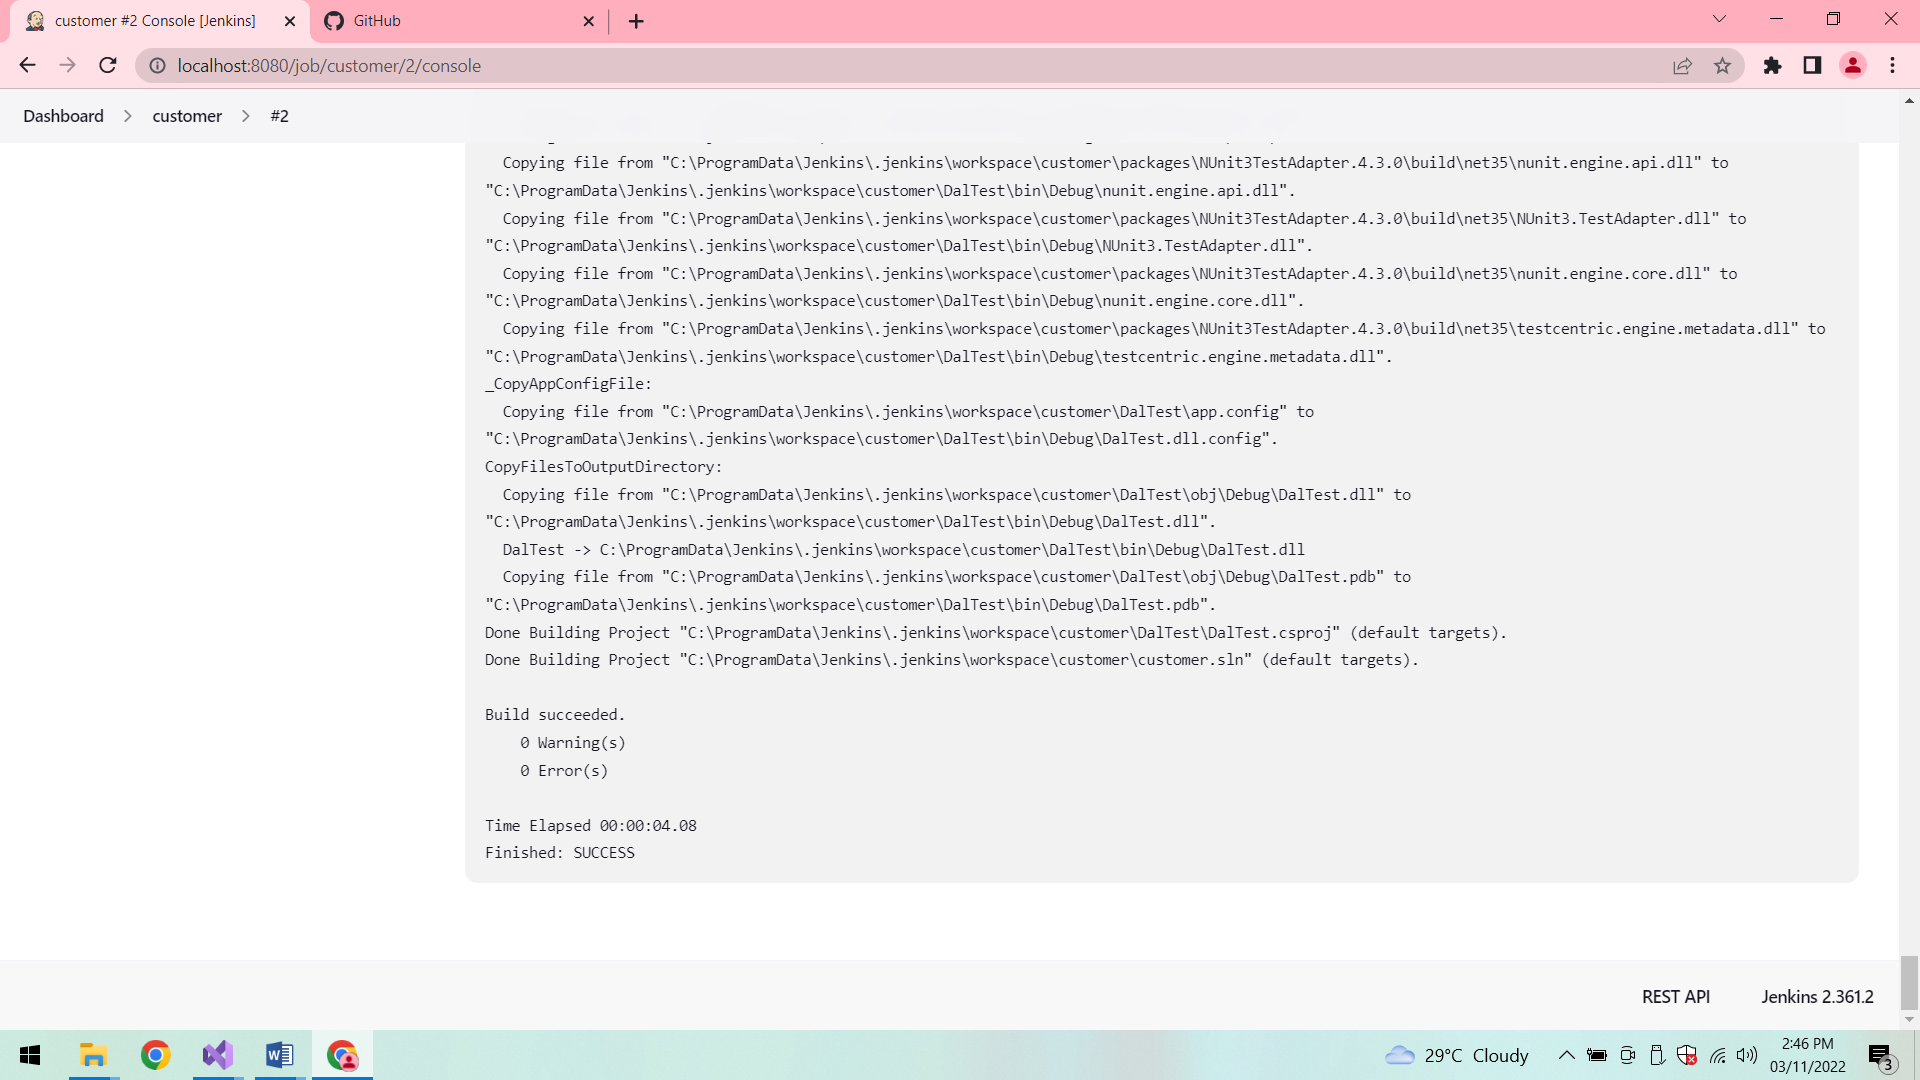 customer #2 Console [Jenkins]
GitHub
localhost:8080/job/customer/2/console
Dashboard > customer > #2
Copying file from "C:\ProgramData\Jenkins\.jenkins\workspace\customer\packages\NUnit3TestAdapter.4.3.0\build\net35\nunit.engine.api.dll" to
"C:\ProgramData\Jenkins\.jenkins\workspace\customer\DalTest\bin\Debug\nunit.engine.api.dll".
Copying file from "C:\ProgramData\Jenkins\.jenkins\workspace\customer\packages\NUnit3TestAdapter.4.3.0\build\net35\NUnit3.TestAdapter.dll" to
"C:\ProgramData\Jenkins\.jenkins\workspace\customer\DalTest\bin\Debug\NUnit3.TestAdapter.dll".
Copying file from "C:\ProgramData\Jenkins\.jenkins\workspace\customer\packages\NUnit3TestAdapter.4.3.0\build\net35\nunit.engine.core.dll" to
"C:\ProgramData\Jenkins\.jenkins\workspace\customer\DalTest\bin\Debug\nunit.engine.core.dll".
Copying file from "C:\ProgramData\Jenkins\.jenkins\workspace\customer\packages\NUnit3TestAdapter.4.3.0\build\net35\testcentric.engine.metadata.dll" to
"C:\ProgramData\Jenkins\.jenkins\workspace\customer\DalTest\bin\Debug\testcentric.engine.metadata.dll".
_CopyAppConfigFile:
Copying file from "C:\ProgramData\Jenkins\.jenkins\workspace\customer\DalTest\app.config" to
"C:\ProgramData\Jenkins\.jenkins\workspace\customer\DalTest\bin\Debug\DalTest.dll.config".
CopyFilesToOutputDirectory:
Copying file from "C:\ProgramData\Jenkins\.jenkins\workspace\customer\DalTest\obj\Debug\DalTest.dll" to
"C:\ProgramData\Jenkins\.jenkins\workspace\customer\DalTest\bin\Debug\DalTest.dll".
DalTest -> C:\ProgramData\Jenkins\.jenkins\workspace\customer\DalTest\bin\Debug\DalTest.dll
Copying file from "C:\ProgramData\Jenkins\.jenkins\workspace\customer\DalTest\obj\Debug\DalTest.pdb" to
"C:\ProgramData\Jenkins\.jenkins\workspace\customer\DalTest\bin\Debug\DalTest.pdb".
Done Building Project "C:\ProgramData\Jenkins\.jenkins\workspace\customer\DalTest\DalTest.csproj" (default targets).
Done Building Project "C:\ProgramData\Jenkins\.jenkins\workspace\customer\customer.sln" (default targets).
Build succeeded.
0 Warning(s)
0 Error(s)
Time Elapsed 00:00:04.08
Finished: SUCCESS
REST API
Jenkins 2.361.2
29°C Cloudy
2:46 PM
03/11/2022
3